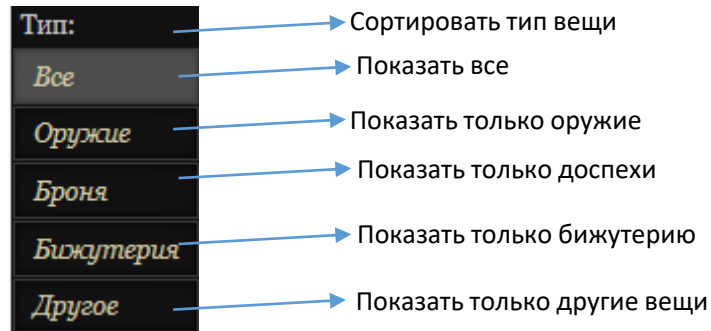 Тип: Сортировать тип вещи
Все Показать все
Оружие Показать только оружие
Броня Показать только доспехи
Бижутерия Показать только бижутерию
Другое Показать только другие вещи